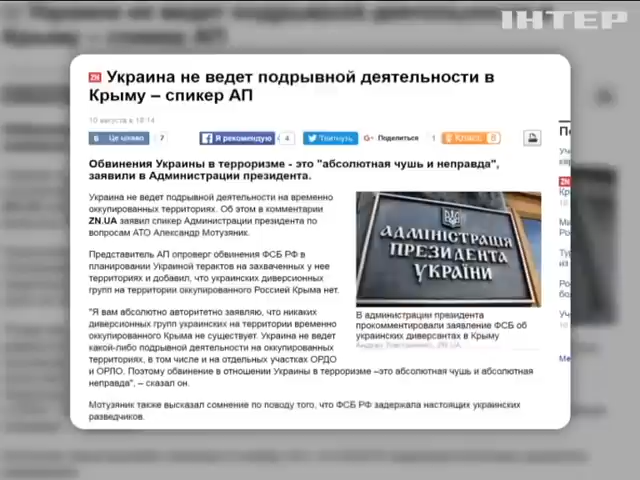 ІНТЕР
ZN Украина не ведет подрывной деятельности в
Крыму – спикер АП
10 августа в 18:14
В Це цікаво 7
Я рекомендую 4
Твитнуть
G+ Поделиться 1
Класс 8
Обвинения Украины в терроризме - это "абсолютная чушь и неправда",
заявили в Администрации президента.
Украина не ведет подрывной деятельности на временно
оккупированных территориях. Об этом в комментарии
ZN.UA заявил спикер Администрации президента по
вопросам АТО Александр Мотузяник.
Представитель АП опроверг обвинения ФСБ РФ в
планировании Украиной терактов на захваченных у нее
территориях и добавил, что украинских диверсионных
групп на территории оккупированного Россией Крыма нет.
"Я вам абсолютно авторитетно заявляю, что никаких
диверсионных групп украинских на территории временно
оккупированного Крыма не существует. Украина не ведет
какой-либо подрывной деятельности на оккупированных
территориях, в том числе и на отдельных участках ОРДО
и ОРЛО. Поэтому обвинение в отношении Украины в терроризме –это абсолютная чушь и абсолютная
неправда", – сказал он.
Мотузяник также высказал сомнение по поводу того, что ФСБ РФ задержала настоящих украинских
разведчиков.
АДМІНІСТРАЦІЯ
ПРЕЗИДЕНТА
УКРАЇНИ
В администрации президента
прокомментировали заявление ФСБ об
украинских диверсантах в Крыму
ZN.UA